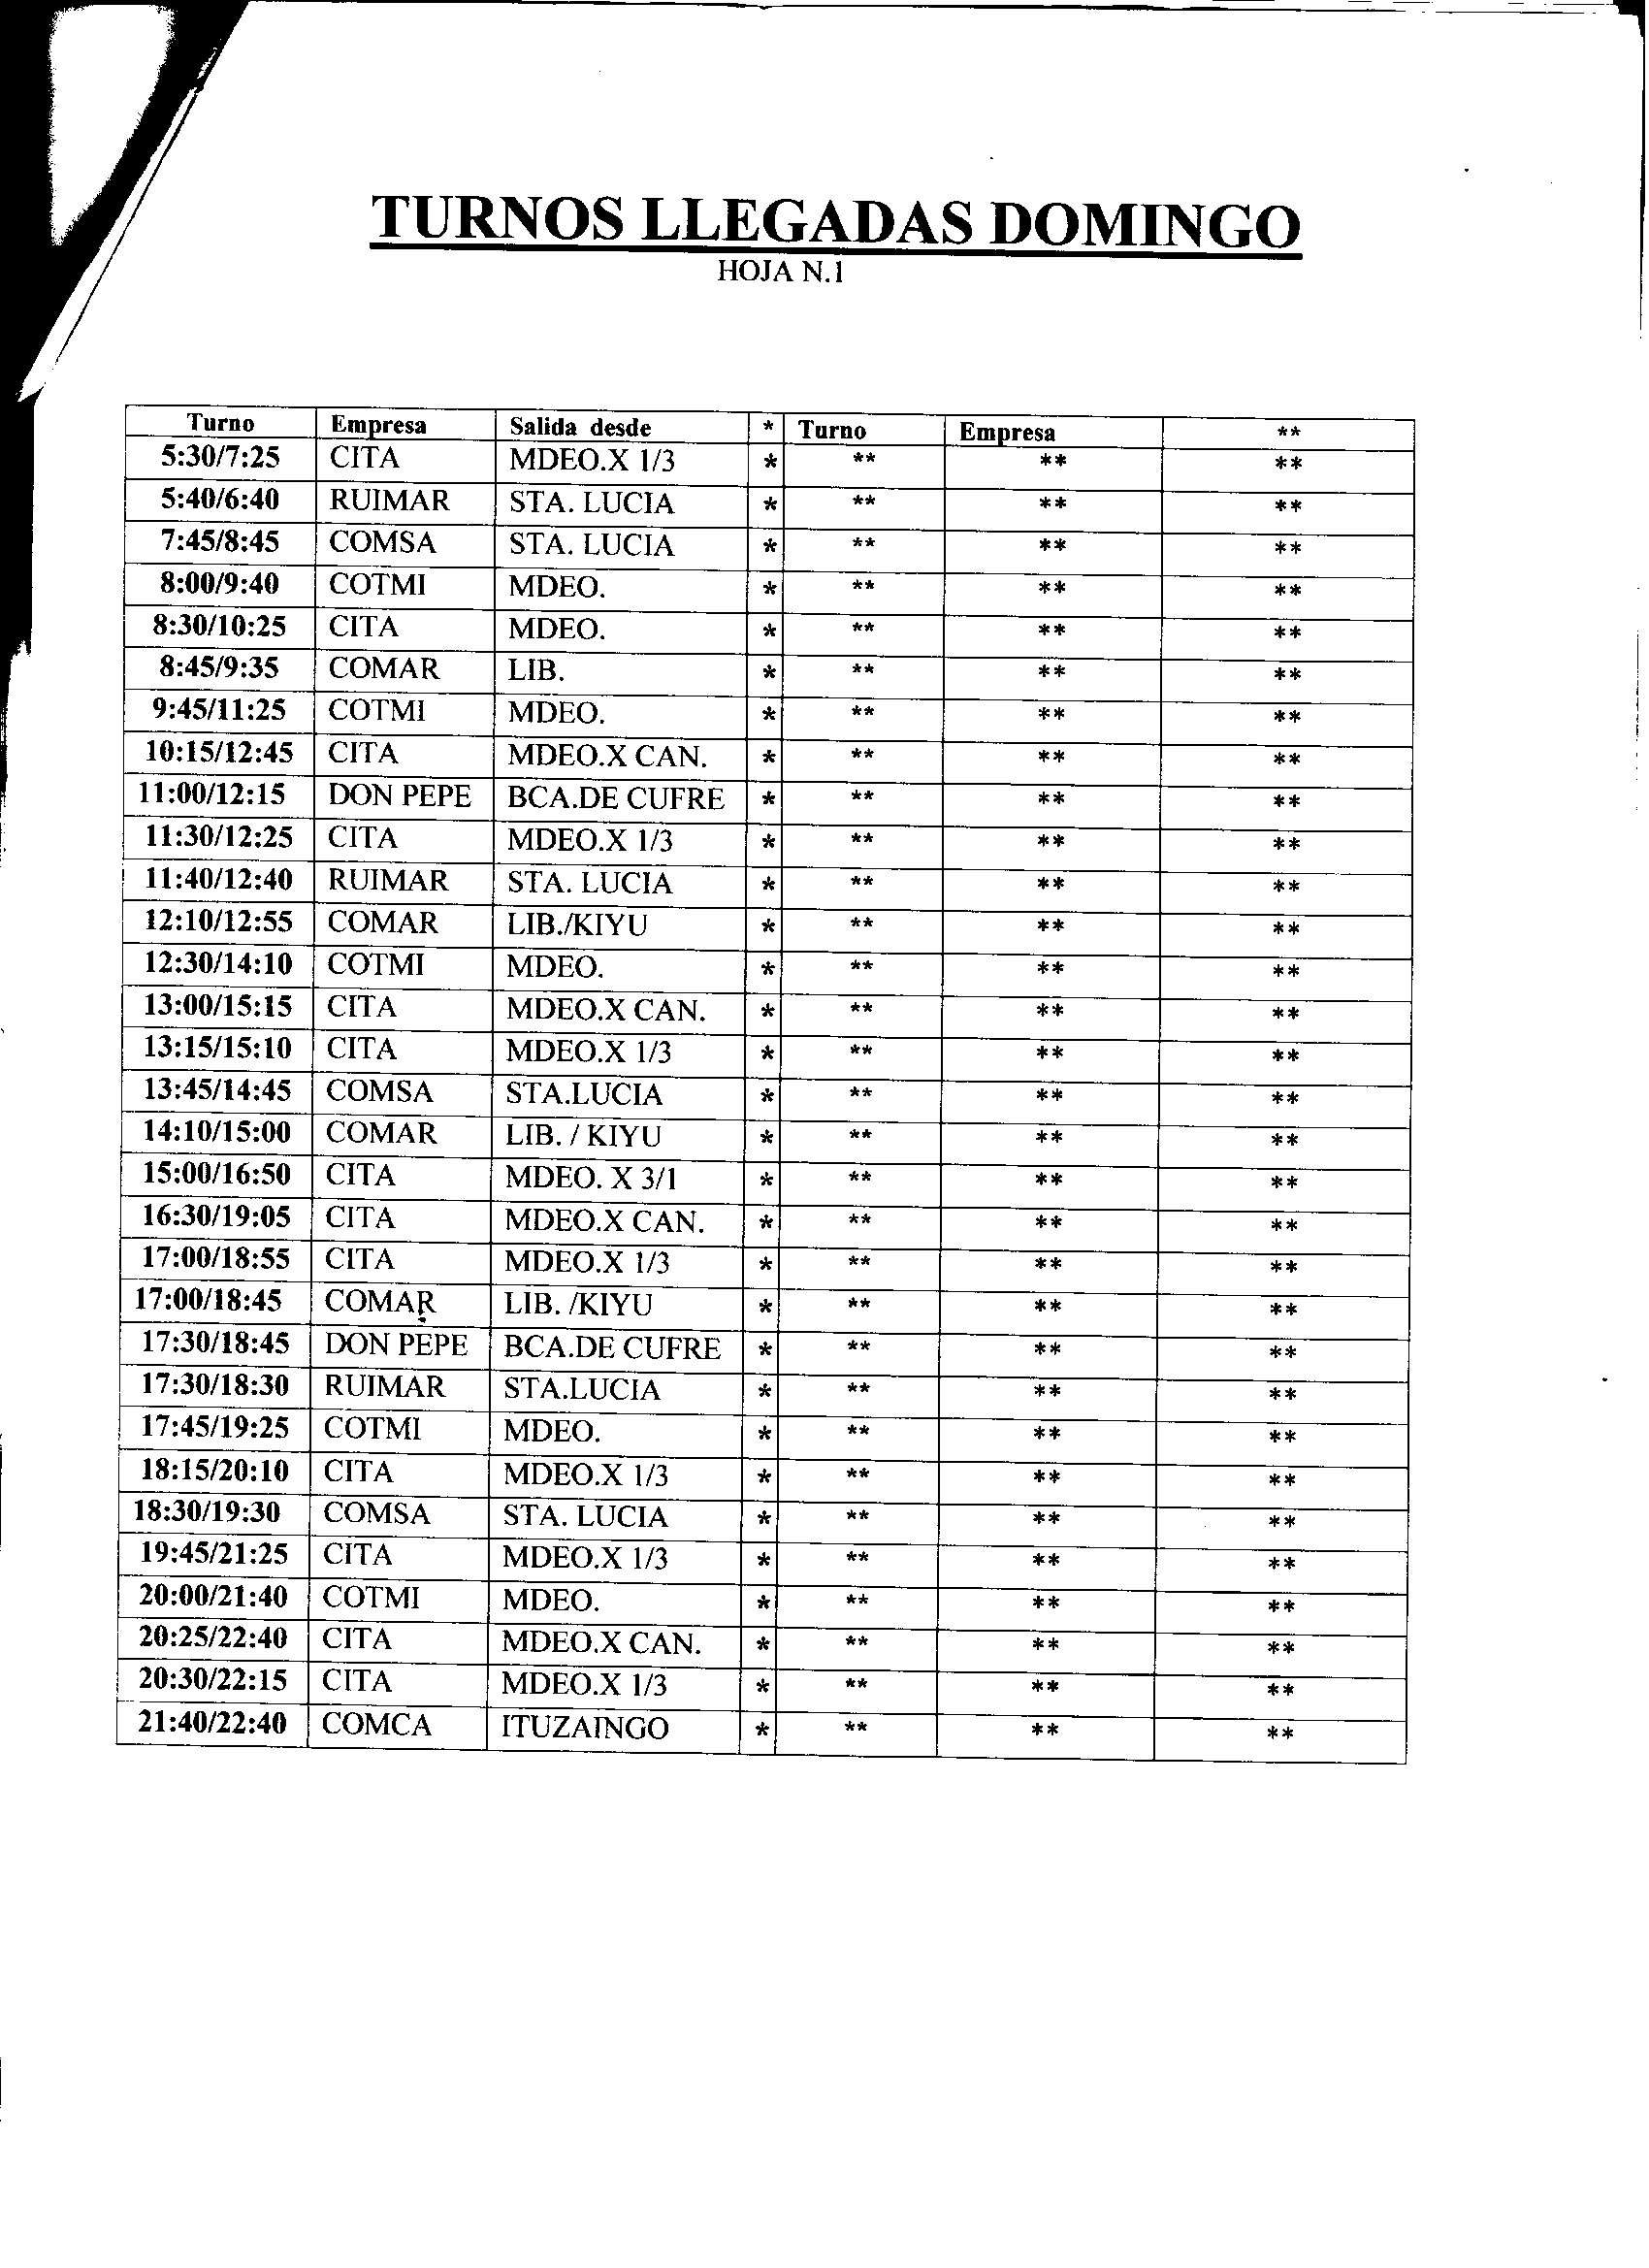 TURNOS LLEGADAS DOMINGO
HOJA N.1
Turno Empresa Salida desde * Turno Empresa **
5:30/7:25 CITA MDEO.X 1/3 * ** ** **
5:40/6:40 RUIMAR STA. LUCIA * ** ** **
7:45/8:45 COMSA STA. LUCIA * ** ** **
8:00/9:40 COTMI MDEO. * ** ** **
8:30/10:25 CITA MDEO. * ** ** **
8:45/9:35 COMAR LIB. * ** ** **
9:45/11:25 COTMI MDEO. * ** ** **
10:15/12:45 CITA MDEO.X CAN. * ** ** **
11:00/12:15 DON PEPE BCA.DE CUFRE * ** ** **
11:30/12:25 CITA MDEO.X 1/3 * ** ** **
11:40/12:40 RUIMAR STA. LUCIA * ** ** **
12:10/12:55 COMAR LIB./KIYU * ** ** **
12:30/14:10 COTMI MDEO. * ** ** **
13:00/15:15 CITA MDEO.X CAN. * ** ** **
13:15/15:10 CITA MDEO.X 1/3 * ** ** **
13:45/14:45 COMSA STA.LUCIA * ** ** **
14:10/15:00 COMAR LIB. / KIYU * ** ** **
15:00/16:50 CITA MDEO. X 3/1 * ** ** **
16:30/19:05 CITA MDEO.X CAN. * ** ** **
17:00/18:55 CITA MDEO.X 1/3 * ** ** **
17:00/18:45 COMAR LIB. /KIYU * ** ** **
17:30/18:45 DON PEPE BCA.DE CUFRE * ** ** **
17:30/18:30 RUIMAR STA.LUCIA * ** ** **
17:45/19:25 COTMI MDEO. * ** ** **
18:15/20:10 CITA MDEO.X 1/3 * ** ** **
18:30/19:30 COMSA STA. LUCIA * ** ** **
19:45/21:25 CITA MDEO.X 1/3 * ** ** **
20:00/21:40 COTMI MDEO. * ** ** **
20:25/22:40 CITA MDEO.X CAN. * ** ** **
20:30/22:15 CITA MDEO.X 1/3 * ** ** **
21:40/22:40 COMCA ITUZAINGO * ** ** **